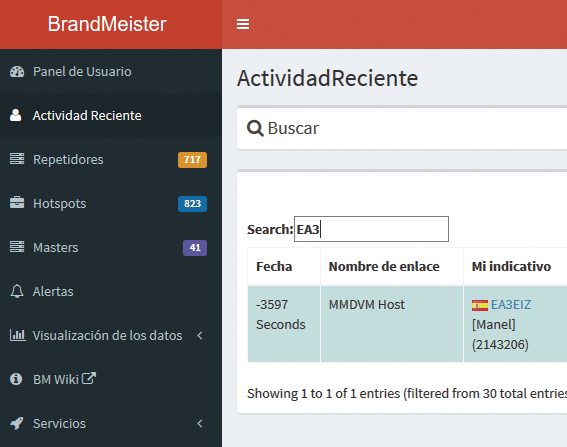 BrandMeister
Panel de Usuario
Actividad Reciente
Repetidores 717
Hotspots 823
Masters 41
Alertas
Visualización de los datos
BM Wiki
Servicios
ActividadReciente
Buscar
Search: EA3
Fecha Nombre de enlace Mi indicativo
-3597 MMDVM Host EA3EIZ
Seconds [Manel]
(2143206)
Showing 1 to 1 of 1 entries (filtered from 30 total entries